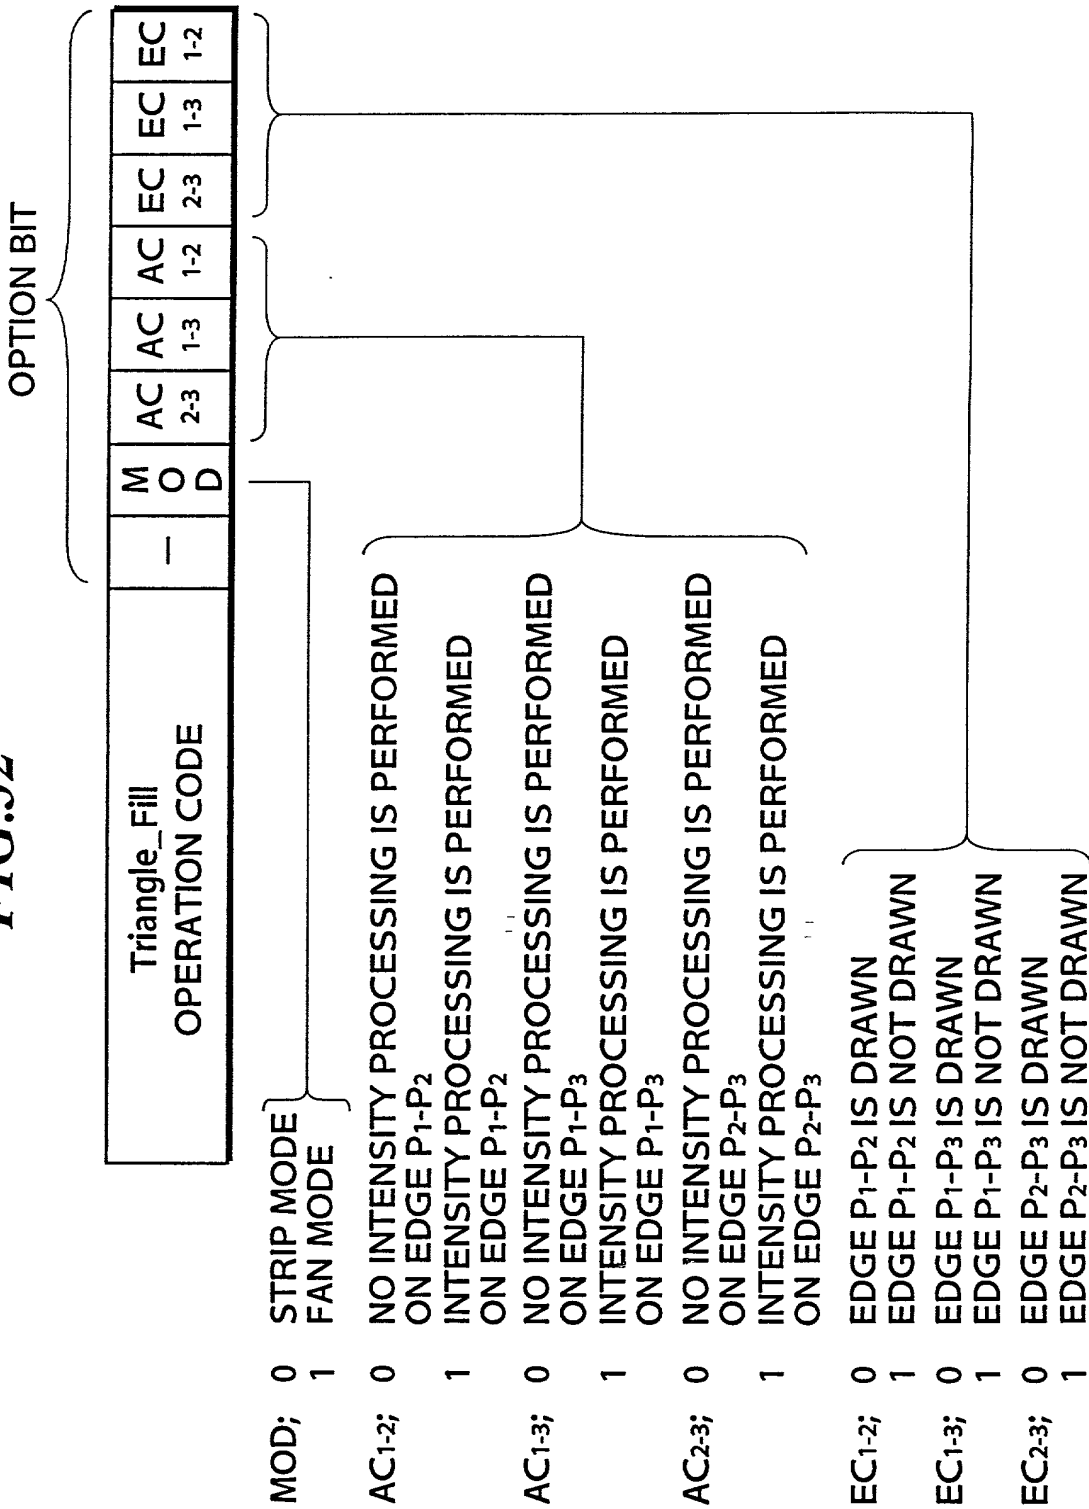 OPTION BIT
Triangle_Fill
OPERATION CODE
—
M
O
D
AC
2-3
AC
1-3
AC
1-2
EC
2-3
EC
1-3
EC
1-2
MOD; 0 STRIP MODE
1 FAN MODE
AC1-2; 0 NO INTENSITY PROCESSING IS PERFORMED
ON EDGE P1-P2
1 INTENSITY PROCESSING IS PERFORMED
ON EDGE P1-P2
AC1-3; 0 NO INTENSITY PROCESSING IS PERFORMED
ON EDGE P1-P3
1 INTENSITY PROCESSING IS PERFORMED
ON EDGE P1-P3
AC2-3; 0 NO INTENSITY PROCESSING IS PERFORMED
ON EDGE P2-P3
1 INTENSITY PROCESSING IS PERFORMED
ON EDGE P2-P3
EC1-2; 0 EDGE P1-P2 IS DRAWN
1 EDGE P1-P2 IS NOT DRAWN
EC1-3; 0 EDGE P1-P3 IS DRAWN
1 EDGE P1-P3 IS NOT DRAWN
EC2-3; 0 EDGE P2-P3 IS DRAWN
1 EDGE P2-P3 IS NOT DRAWN